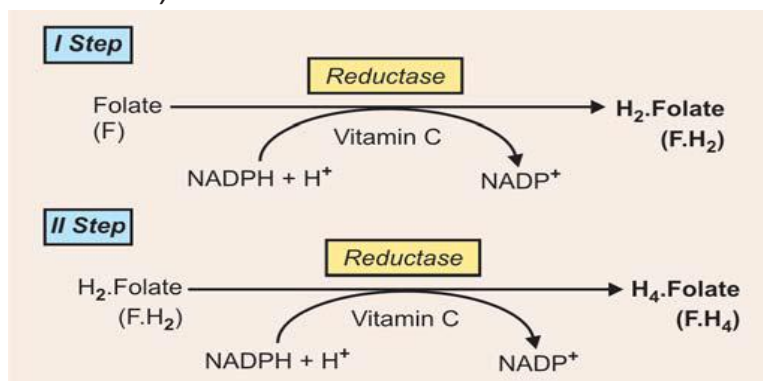 )
I Step
Reductase
Folate
(F)
H₂.Folate
(F.H₂)
Vitamin C
NADPH + H⁺
NADP⁺
II Step
Reductase
H₂.Folate
(F.H₂)
H₄.Folate
(F.H₄)
Vitamin C
NADPH + H⁺
NADP⁺